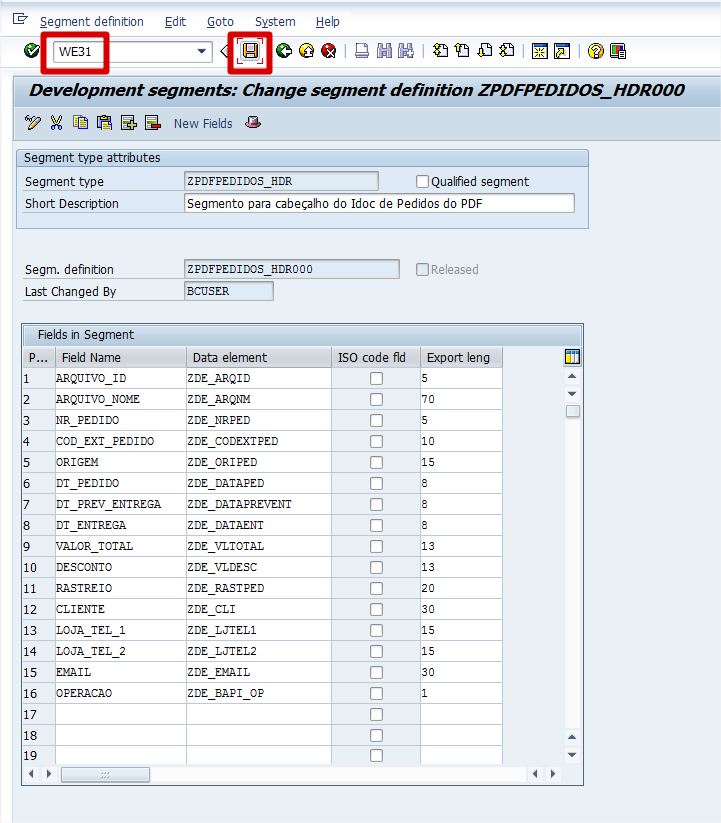 Segment definition Edit Goto System Help
WE31
Development segments: Change segment definition ZPDFPEDIDOS_HDR000
New Fields
Segment type attributes
Segment type ZPDFPEDIDOS_HDR Qualified segment
Short Description Segmento para cabeçalho do Idoc de Pedidos do PDF
Segm. definition ZPDFPEDIDOS_HDR000 Released
Last Changed By BCUSER
Fields in Segment
P... Field Name Data element ISO code fld Export leng
1 ARQUIVO_ID ZDE_ARQID 5
2 ARQUIVO_NOME ZDE_ARQNM 70
3 NR_PEDIDO ZDE_NRPED 5
4 COD_EXT_PEDIDO ZDE_CODEXTPED 10
5 ORIGEM ZDE_ORIPED 15
6 DT_PEDIDO ZDE_DATAPED 8
7 DT_PREV_ENTREGA ZDE_DATAPREVENT 8
8 DT_ENTREGA ZDE_DATAENT 8
9 VALOR_TOTAL ZDE_VLTOTAL 13
10 DESCONTO ZDE_VLDESC 13
11 RASTREIO ZDE_RASTPED 20
12 CLIENTE ZDE_CLI 30
13 LOJA_TEL_1 ZDE_LJTEL1 15
14 LOJA_TEL_2 ZDE_LJTEL2 15
15 EMAIL ZDE_EMAIL 30
16 OPERACAO ZDE_BAPI_OP 1
17
18
19